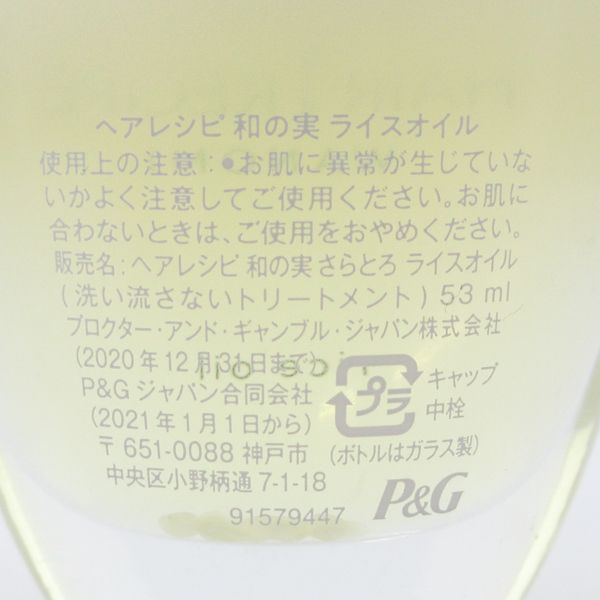 ヘアレシピ 和の実 ライスオイル
使用上の注意:●お肌に異常が生じていな
いかよく注意してご使用ください。お肌に
合わないときは、ご使用をおやめください。
販売名:ヘアレシピ 和の実 さらとろ ライスオイル
(洗い流さないトリートメント) 53 ml
プロクター・アンド・ギャンブル・ジャパン株式会社
(2020年12月31日まで)
P&Gジャパン合同会社
(2021年1月1日から)
プラ
キャップ
中栓
〒651-0088 神戸市 (ボトルはガラス製)
中央区小野柄通7-1-18
91579447
P&G
rice oil